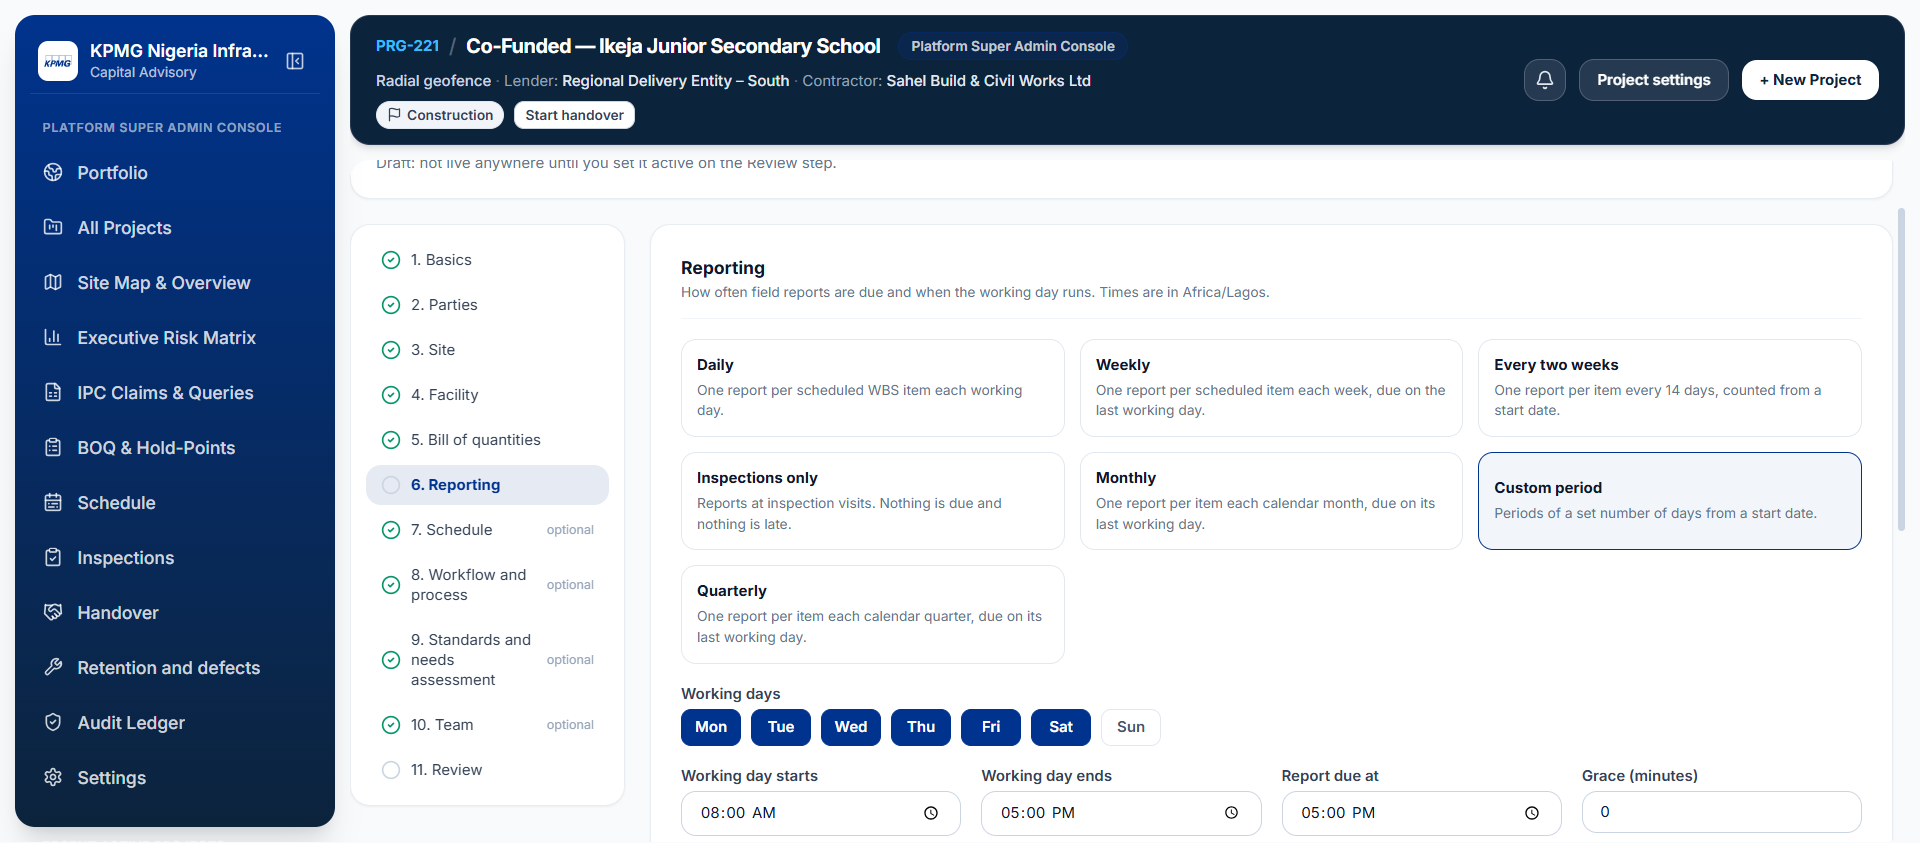 KPMG
KPMG Nigeria Infra...
Capital Advisory
PLATFORM SUPER ADMIN CONSOLE
Portfolio
All Projects
Site Map & Overview
Executive Risk Matrix
IPC Claims & Queries
BOQ & Hold-Points
Schedule
Inspections
Handover
Retention and defects
Audit Ledger
Settings
PRG-221 / Co-Funded — Ikeja Junior Secondary School Platform Super Admin Console
Radial geofence · Lender: Regional Delivery Entity – South · Contractor: Sahel Build & Civil Works Ltd
Construction Start handover
Project settings
+ New Project
Draft: not live anywhere until you set it active on the Review step.
1. Basics
2. Parties
3. Site
4. Facility
5. Bill of quantities
6. Reporting
7. Schedule optional
8. Workflow and
process
optional
9. Standards and
needs
assessment
optional
10. Team optional
11. Review
Reporting
How often field reports are due and when the working day runs. Times are in Africa/Lagos.
Daily
One report per scheduled WBS item each working
day.
Weekly
One report per scheduled item each week, due on the
last working day.
Every two weeks
One report per item every 14 days, counted from a
start date.
Inspections only
Reports at inspection visits. Nothing is due and
nothing is late.
Monthly
One report per item each calendar month, due on its
last working day.
Custom period
Periods of a set number of days from a start date.
Quarterly
One report per item each calendar quarter, due on its
last working day.
Working days
Mon Tue Wed Thu Fri Sat Sun
Working day starts
08:00 AM
Working day ends
05:00 PM
Report due at
05:00 PM
Grace (minutes)
0